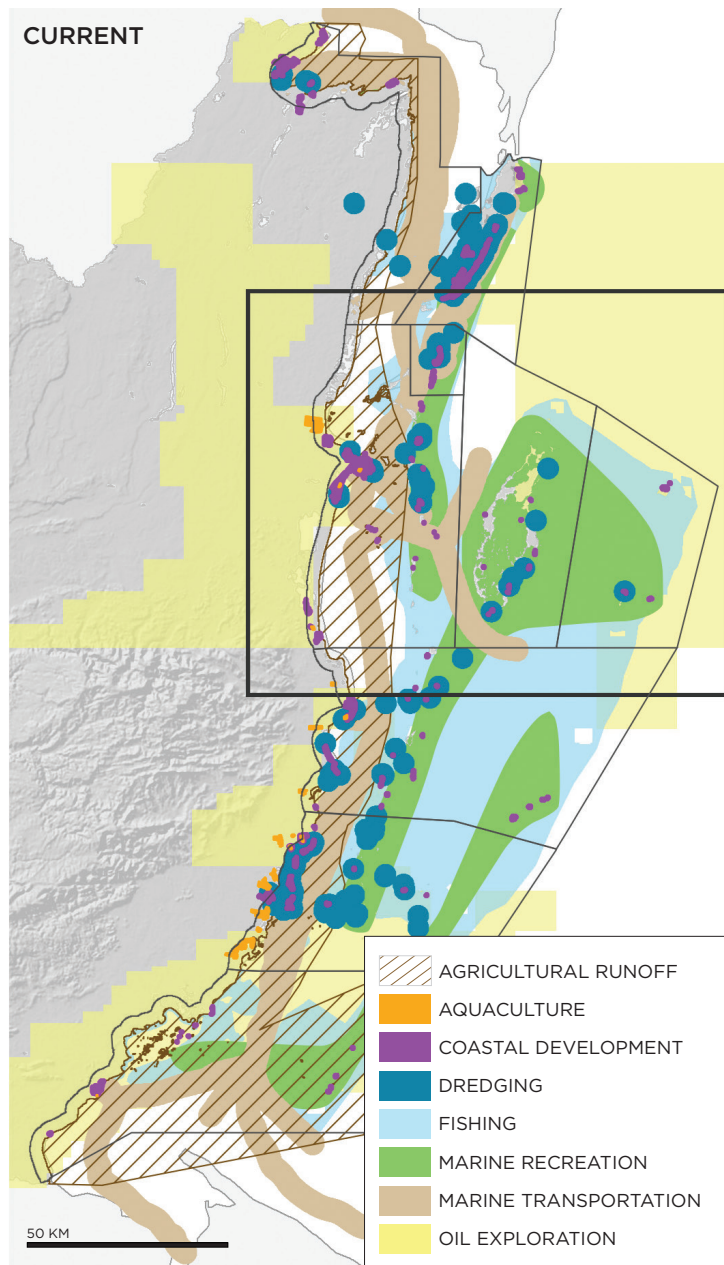 CURRENT
AGRICULTURAL RUNOFF
AQUACULTURE
COASTAL DEVELOPMENT
DREDGING
FISHING
MARINE RECREATION
MARINE TRANSPORTATION
OIL EXPLORATION
50 KM